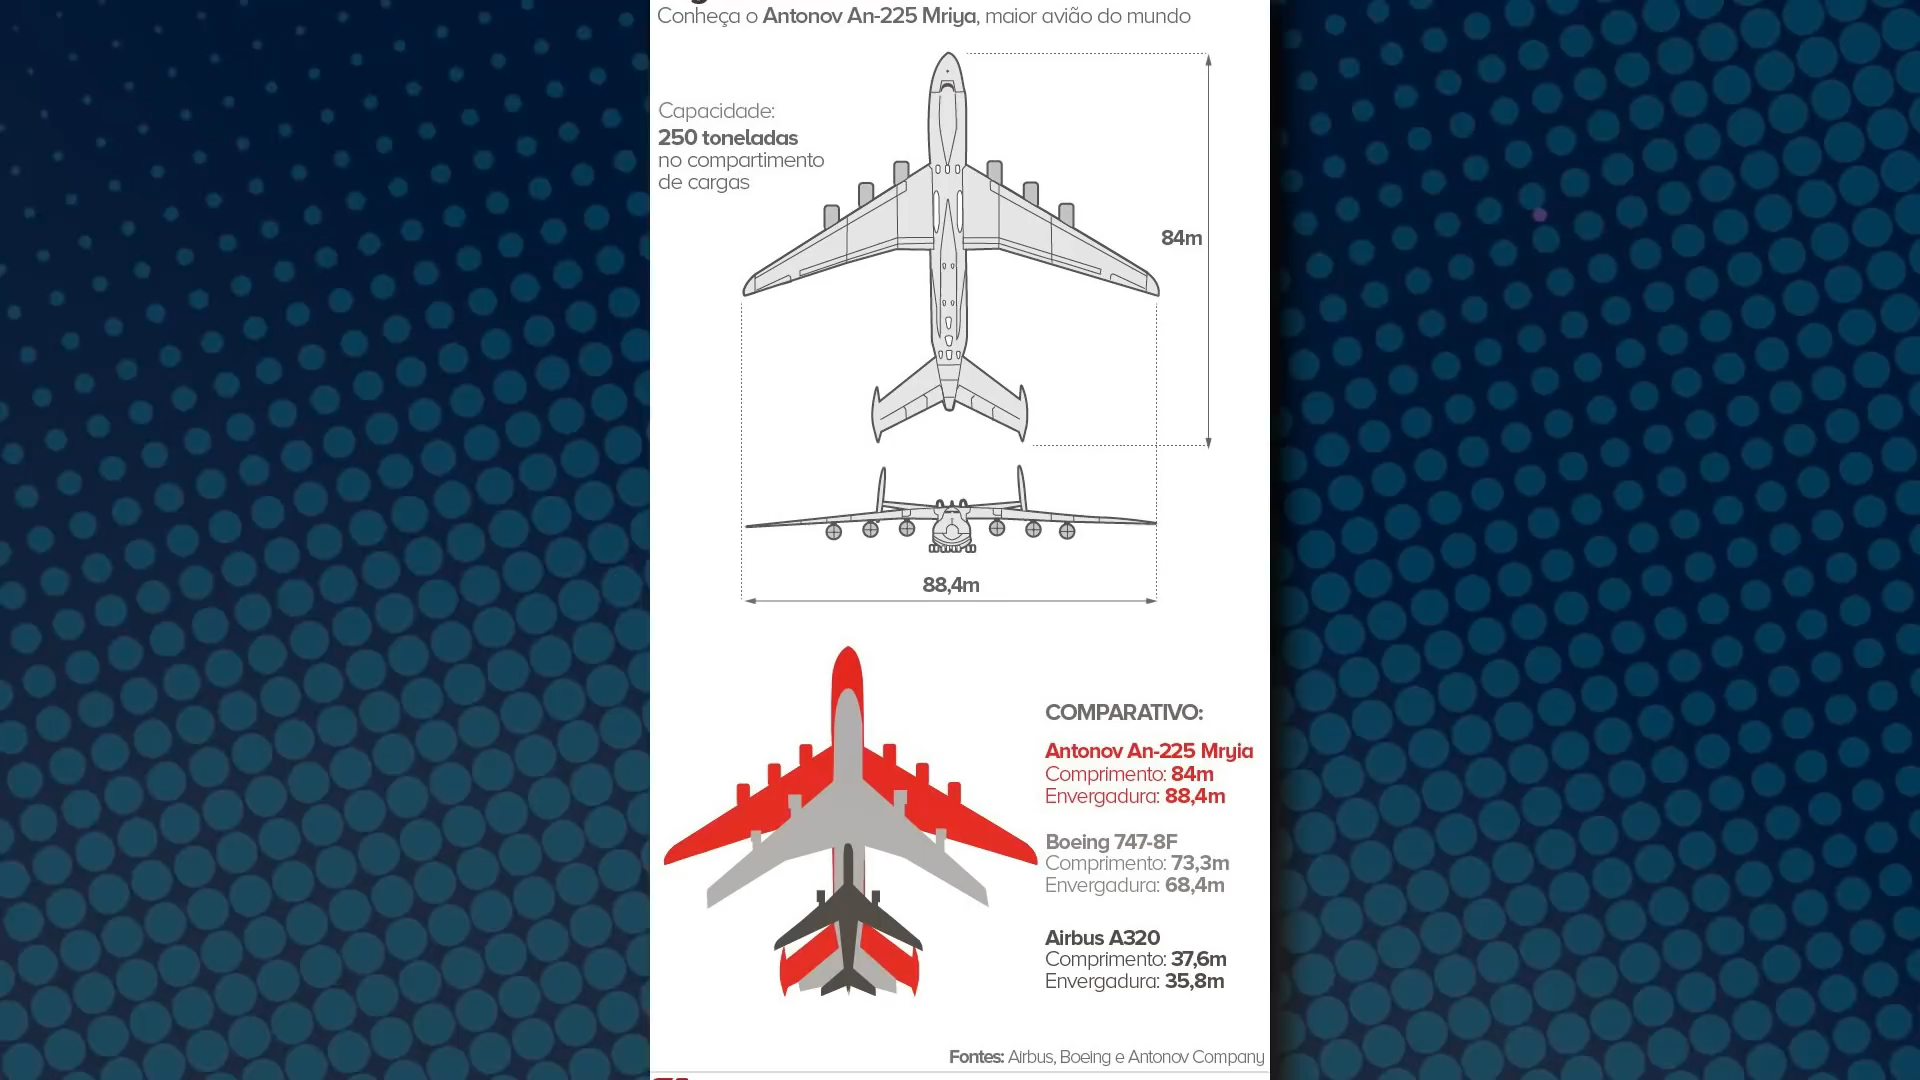 Conheça o Antonov An-225 Mriya, maior avião do mundo
Capacidade:
250 toneladas
no compartimento
de cargas
84m
88,4m
COMPARATIVO:
Antonov An-225 Mryia
Comprimento: 84m
Envergadura: 88,4m
Boeing 747-8F
Comprimento: 73,3m
Envergadura: 68,4m
Airbus A320
Comprimento: 37,6m
Envergadura: 35,8m
Fontes: Airbus, Boeing e Antonov Company